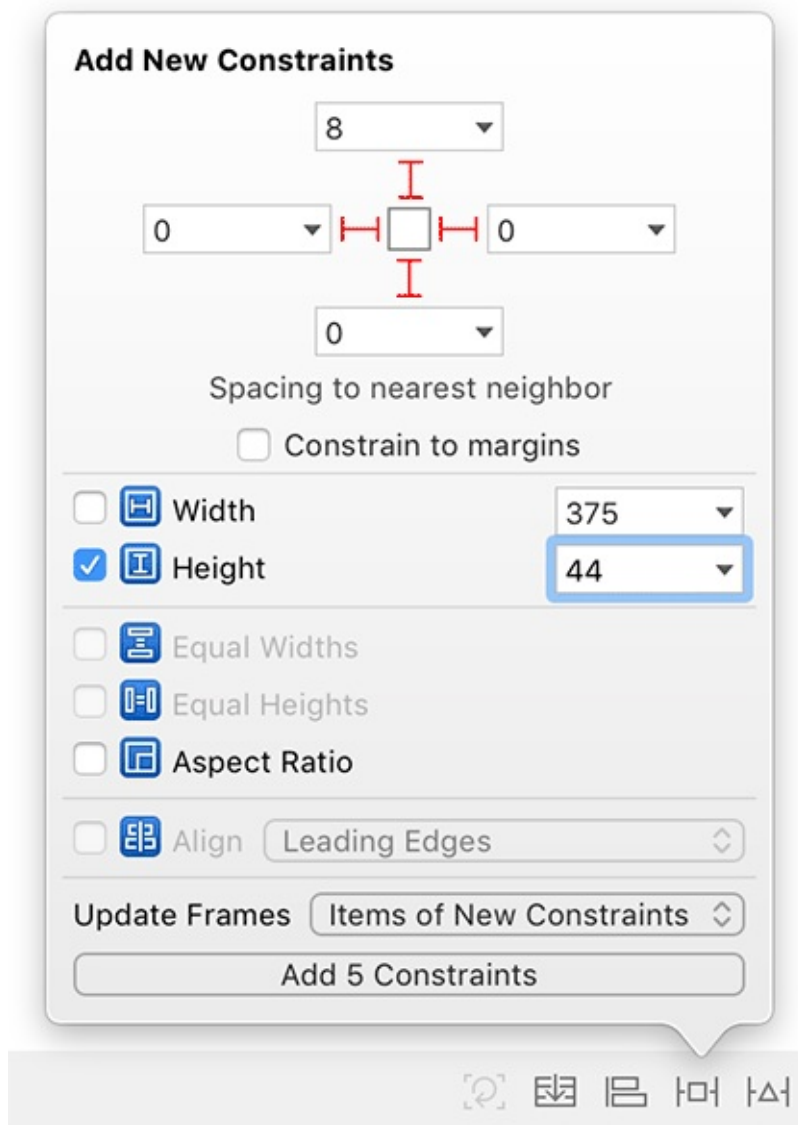 Add New Constraints
8
0 0
0
Spacing to nearest neighbor
Constrain to margins
Width 375
Height 44
Equal Widths
Equal Heights
Aspect Ratio
Align Leading Edges
Update Frames Items of New Constraints
Add 5 Constraints